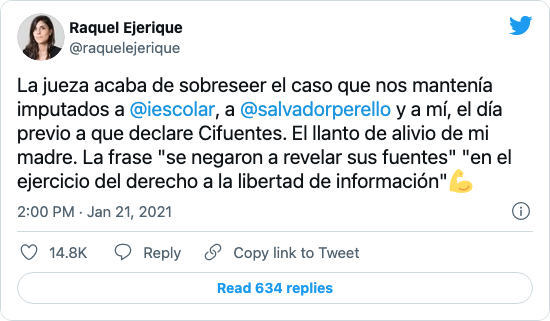 Raquel Ejerique
@raquelejerique
La jueza acaba de sobreseer el caso que nos mantenía
imputados a @iescolar, a @salvadorperello y a mí, el día
previo a que declare Cifuentes. El llanto de alivio de mi
madre. La frase "se negaron a revelar sus fuentes" "en el
ejercicio del derecho a la libertad de información"💪
2:00 PM · Jan 21, 2021
14.8K Reply Copy link to Tweet
Read 634 replies